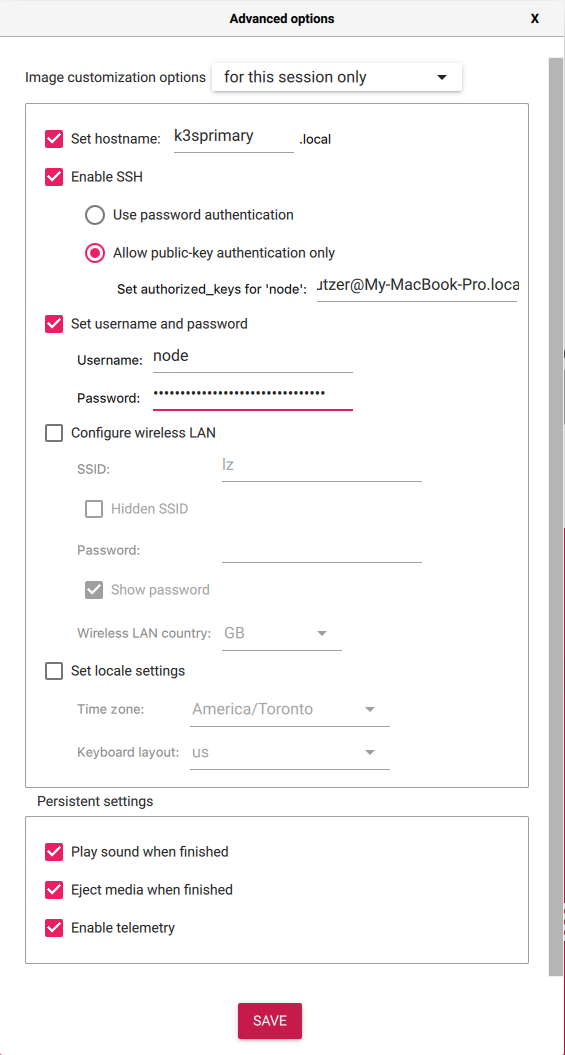 Advanced options X
Image customization options for this session only
Set hostname: k3sprimary .local
Enable SSH
Use password authentication
Allow public-key authentication only
Set authorized_keys for 'node': utzer@My-MacBook-Pro.loca
Set username and password
Username: node
Password: ••••••••••••••••••••••••••••••••
Configure wireless LAN
SSID: lz
Hidden SSID
Password:
Show password
Wireless LAN country: GB
Set locale settings
Time zone: America/Toronto
Keyboard layout: us
Persistent settings
Play sound when finished
Eject media when finished
Enable telemetry
SAVE